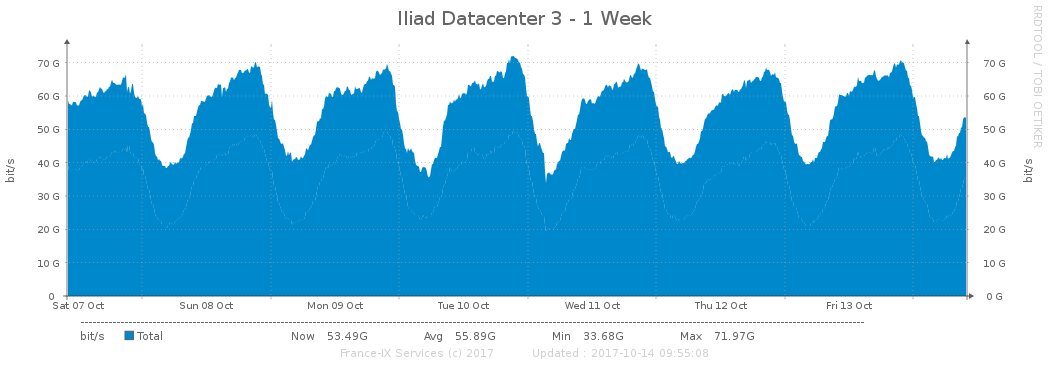 Iliad Datacenter 3 - 1 Week
RRDTOOL / TOBI OETIKER
bit/s
70 G 70 G
60 G 60 G
50 G 50 G
40 G 40 G
30 G 30 G
20 G 20 G
10 G 10 G
0 0 G
bit/s
Sat 07 Oct Sun 08 Oct Mon 09 Oct Tue 10 Oct Wed 11 Oct Thu 12 Oct Fri 13 Oct
bit/s Total Now 53.49G Avg 55.89G Min 33.68G Max 71.97G
France-IX Services (c) 2017 Updated : 2017-10-14 09:55:08